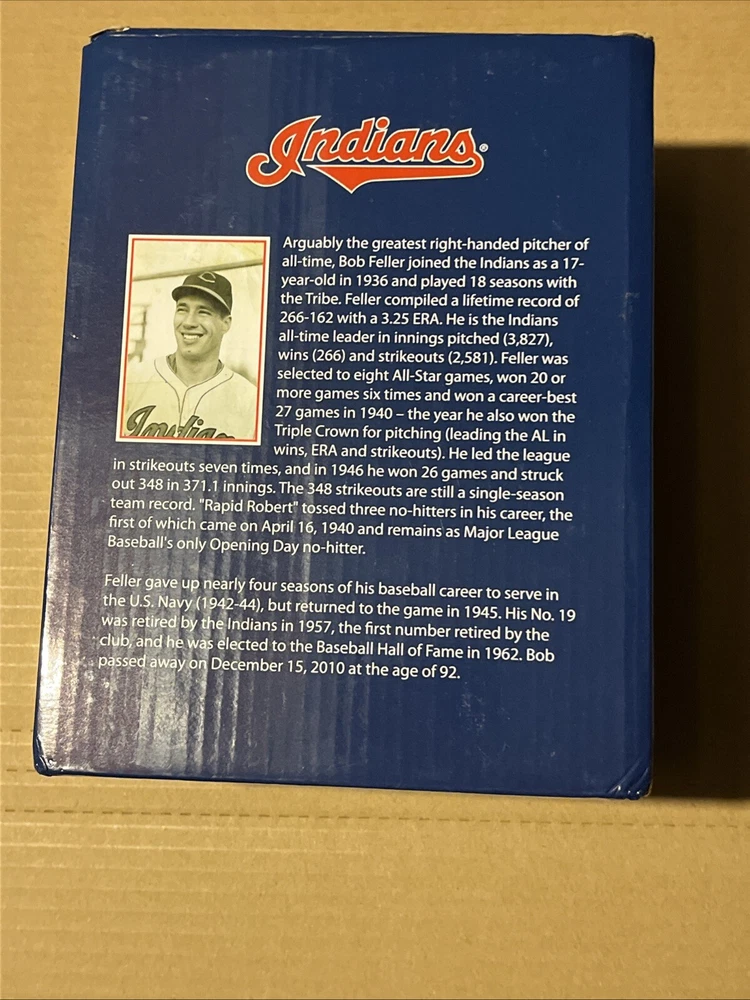 Indians®
Arguably the greatest right-handed pitcher of
all-time, Bob Feller joined the Indians as a 17-
year-old in 1936 and played 18 seasons with
the Tribe. Feller compiled a lifetime record of
266-162 with a 3.25 ERA. He is the Indians
all-time leader in innings pitched (3,827),
wins (266) and strikeouts (2,581). Feller was
selected to eight All-Star games, won 20 or
more games six times and won a career-best
27 games in 1940 – the year he also won the
Triple Crown for pitching (leading the AL in
wins, ERA and strikeouts). He led the league
in strikeouts seven times, and in 1946 he won 26 games and struck
out 348 in 371.1 innings. The 348 strikeouts are still a single-season
team record. "Rapid Robert" tossed three no-hitters in his career, the
first of which came on April 16, 1940 and remains as Major League
Baseball's only Opening Day no-hitter.
Feller gave up nearly four seasons of his baseball career to serve in
the U.S. Navy (1942-44), but returned to the game in 1945. His No. 19
was retired by the Indians in 1957, the first number retired by the
club, and he was elected to the Baseball Hall of Fame in 1962. Bob
passed away on December 15, 2010 at the age of 92.
C
Indians